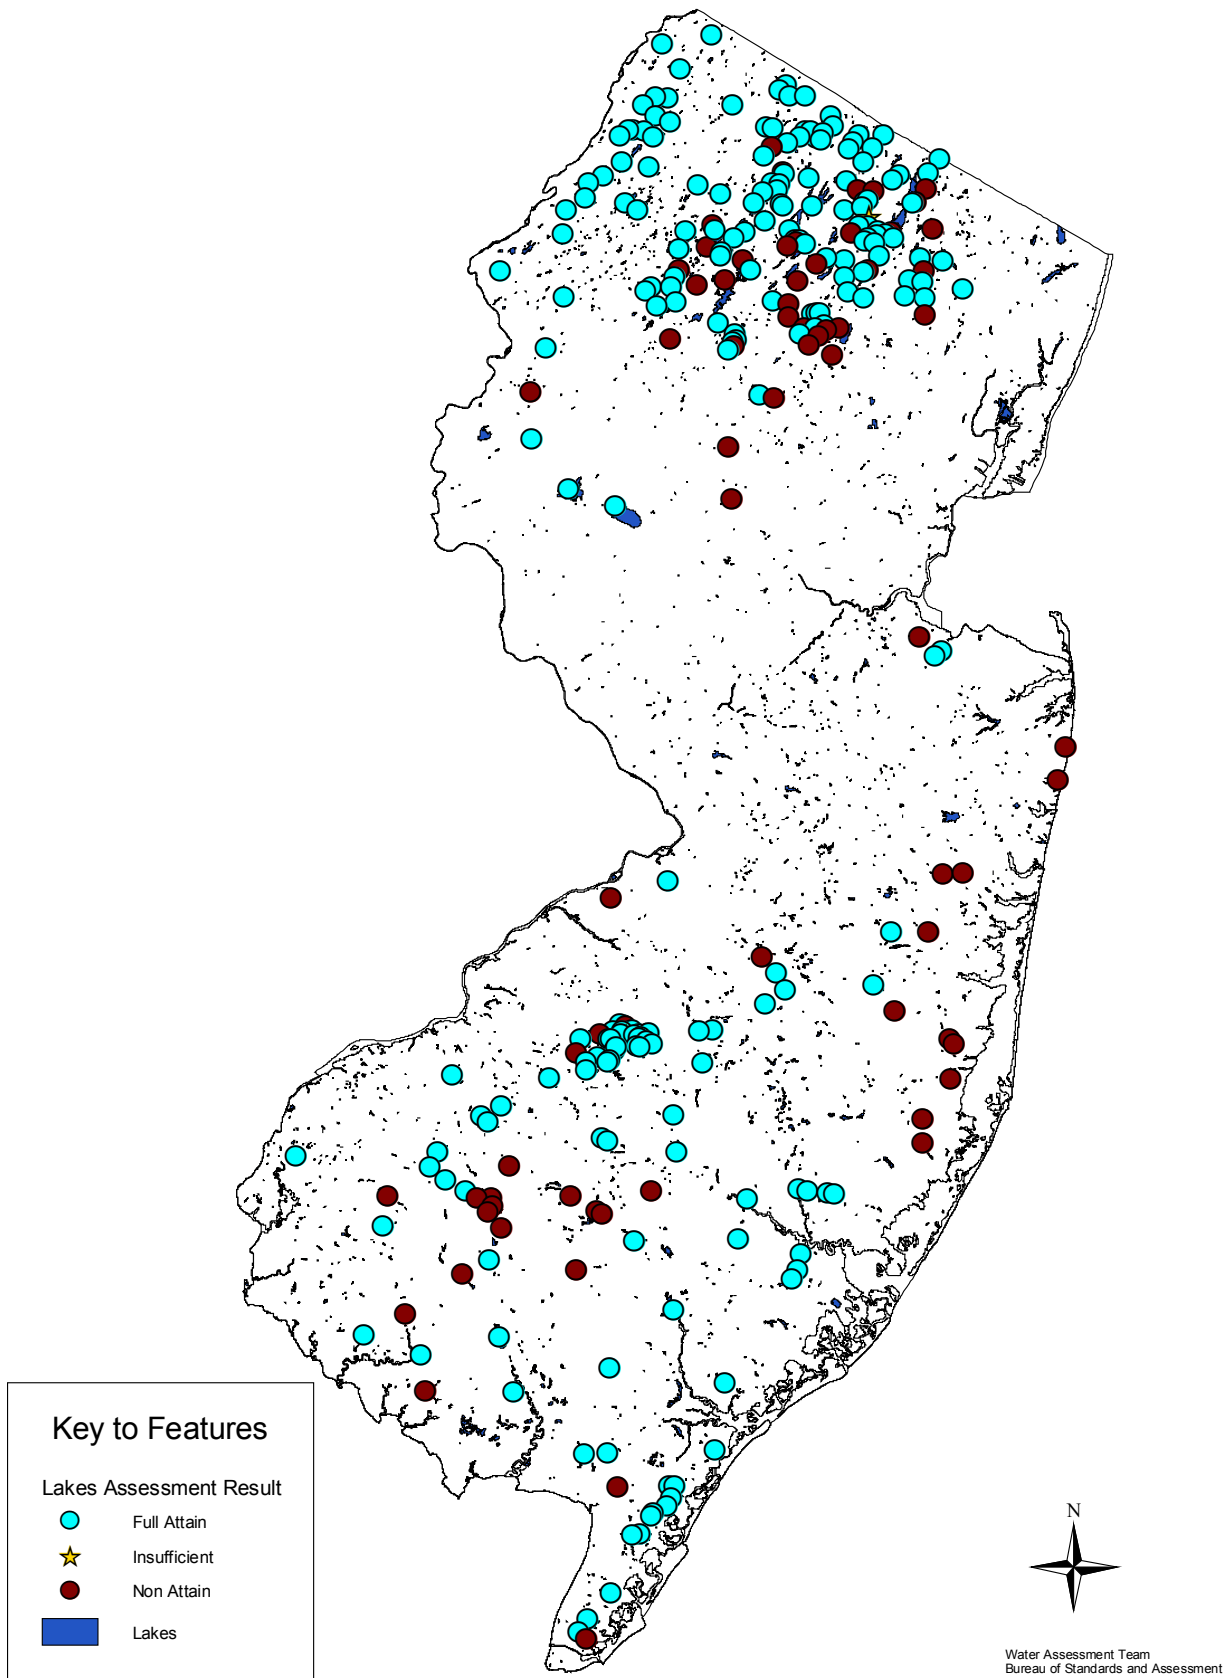 Key to Features
Lakes Assessment Result
Full Attain
Insufficient
Non Attain
Lakes
N
Water Assessment Team
Bureau of Standards and Assessment